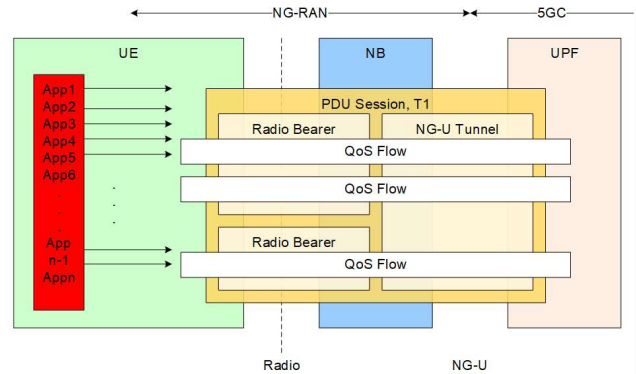 NG-RAN
5GC
UE
NB
UPF
App1
App2
App3
App4
App5
App6
.
.
.
App
n-1
Appn
.
.
.
PDU Session, T1
Radio Bearer
NG-U Tunnel
QoS Flow
QoS Flow
Radio Bearer
QoS Flow
Radio
NG-U